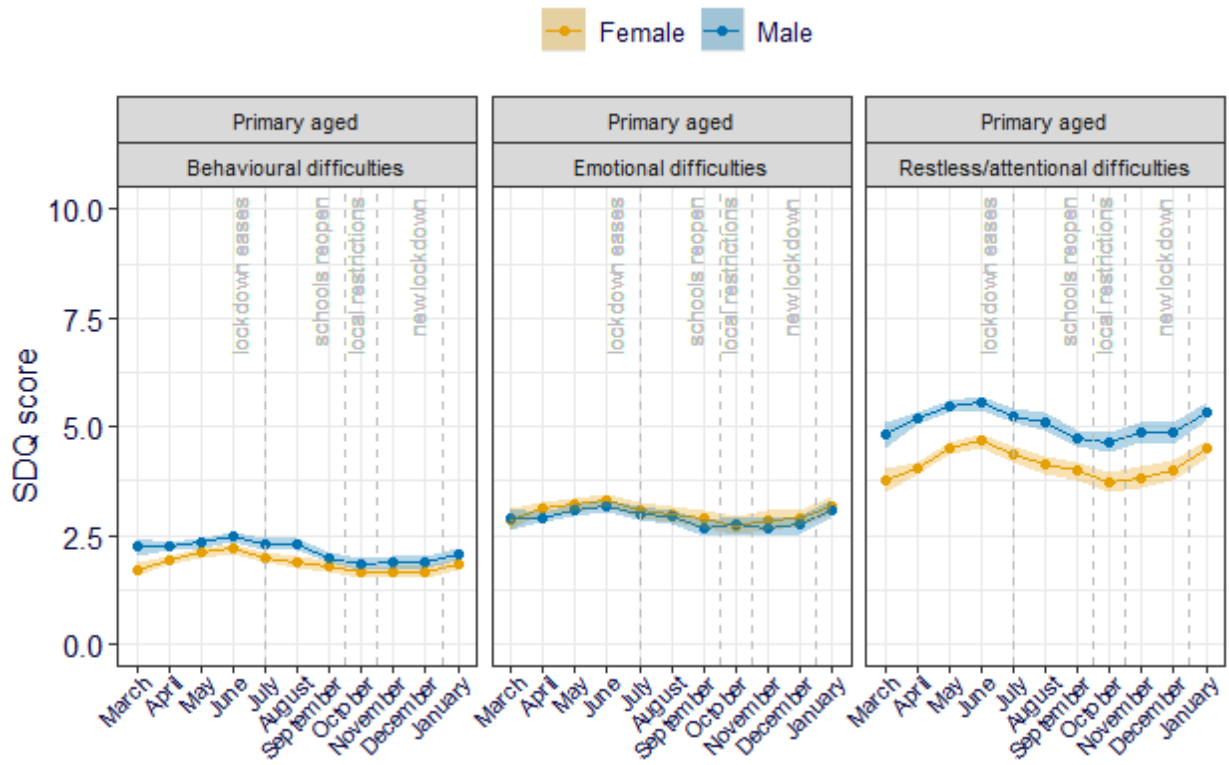 Female Male
Primary aged Primary aged Primary aged
Behavioural difficulties Emotional difficulties Restless/attentional difficulties
SDQ score
10.0
7.5
5.0
2.5
0.0
lockdown eases
schools reopen
local restrictions
new lockdown
lockdown eases
schools reopen
local restrictions
new lockdown
lockdown eases
schools reopen
local restrictions
new lockdown
March April May June July August September October November December January
March April May June July August September October November December January
March April May June July August September October November December January